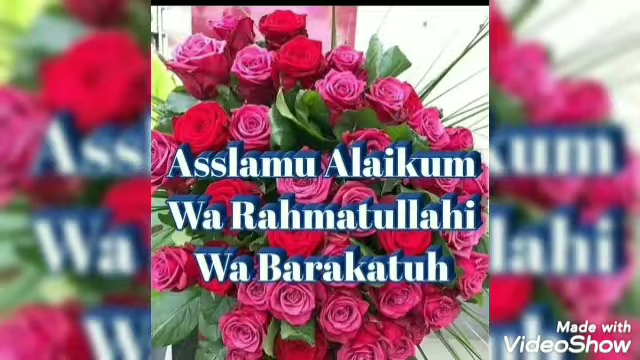 Asslamu Alaikum
Wa Rahmatullahi
Wa Barakatuh
Made with
VideoShow